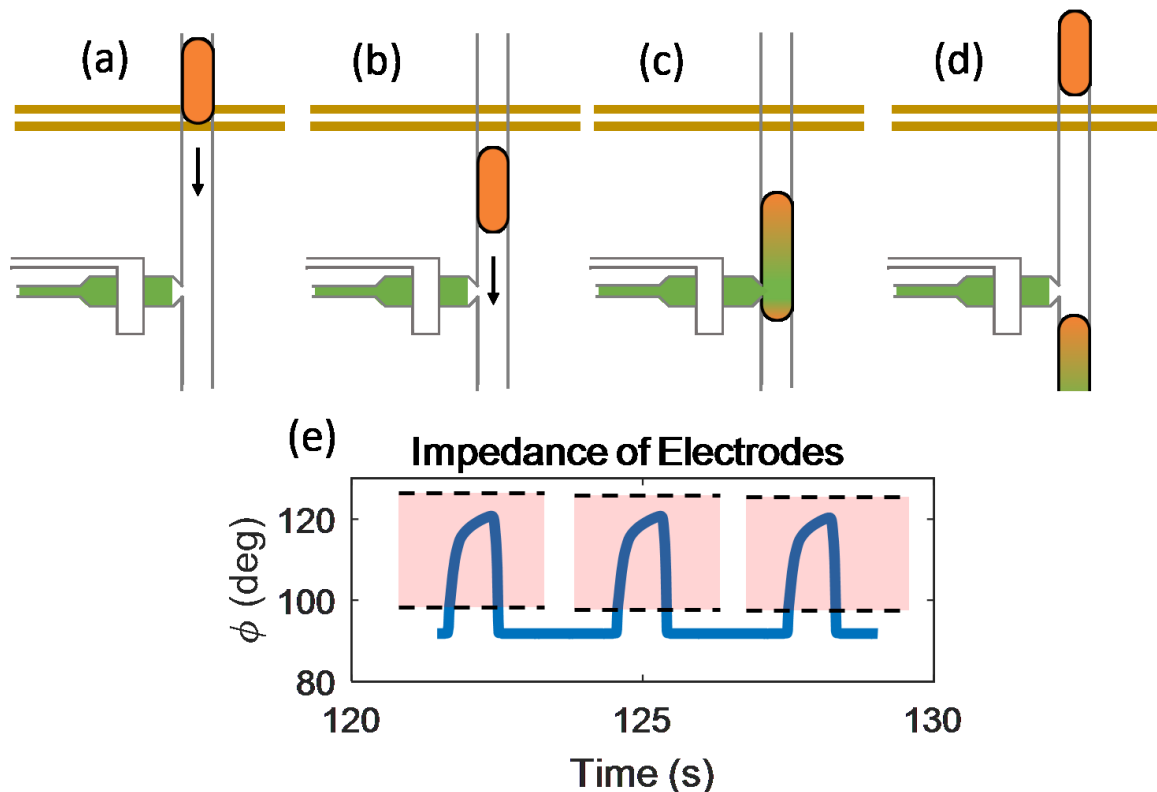 (a)
(b)
(c)
(d)
(e)
Impedance of Electrodes
120
100
80
ϕ (deg)
120
125
130
Time (s)